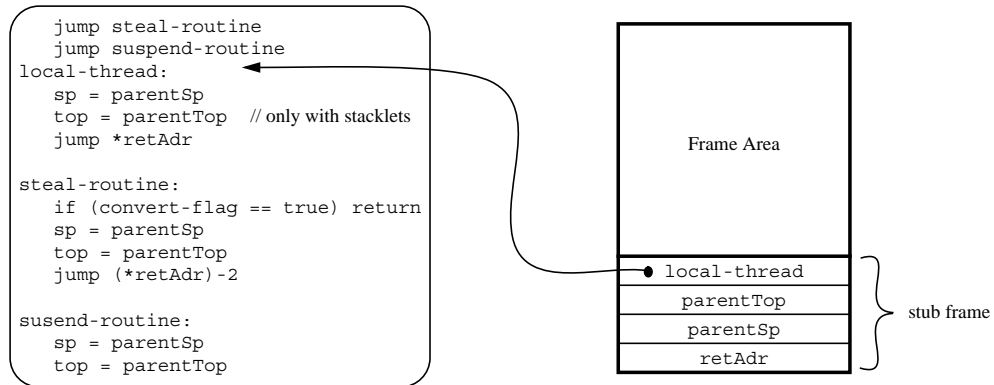 jump steal-routine
jump suspend-routine
local-thread:
sp = parentSp
top = parentTop // only with stacklets
jump *retAdr
steal-routine:
if (convert-flag == true) return
sp = parentSp
top = parentTop
jump (*retAdr)-2
susend-routine:
sp = parentSp
top = parentTop
Frame Area
local-thread
parentTop
parentSp
retAdr
stub frame